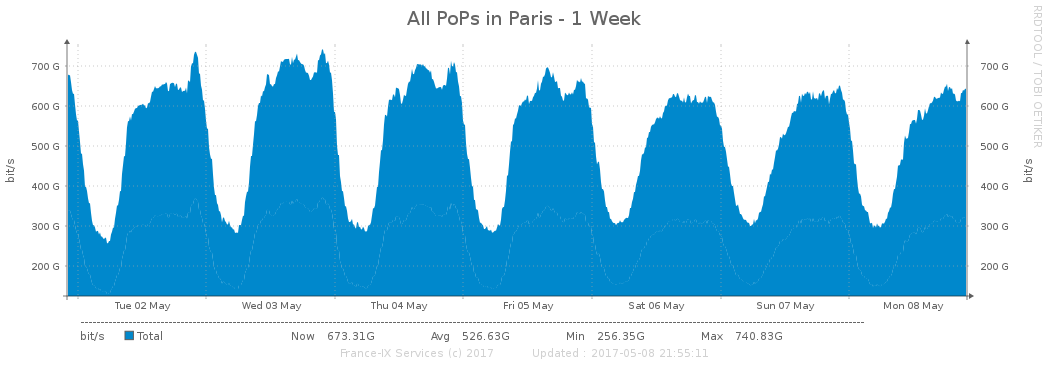 All PoPs in Paris - 1 Week
RRDTOOL / TOBI OETIKER
bit/s
700 G 700 G
600 G 600 G
500 G 500 G
400 G 400 G
300 G 300 G
200 G 200 G
bit/s
Tue 02 May Wed 03 May Thu 04 May Fri 05 May Sat 06 May Sun 07 May Mon 08 May
bit/s Total Now 673.31G Avg 526.63G Min 256.35G Max 740.83G
France-IX Services (c) 2017 Updated : 2017-05-08 21:55:11